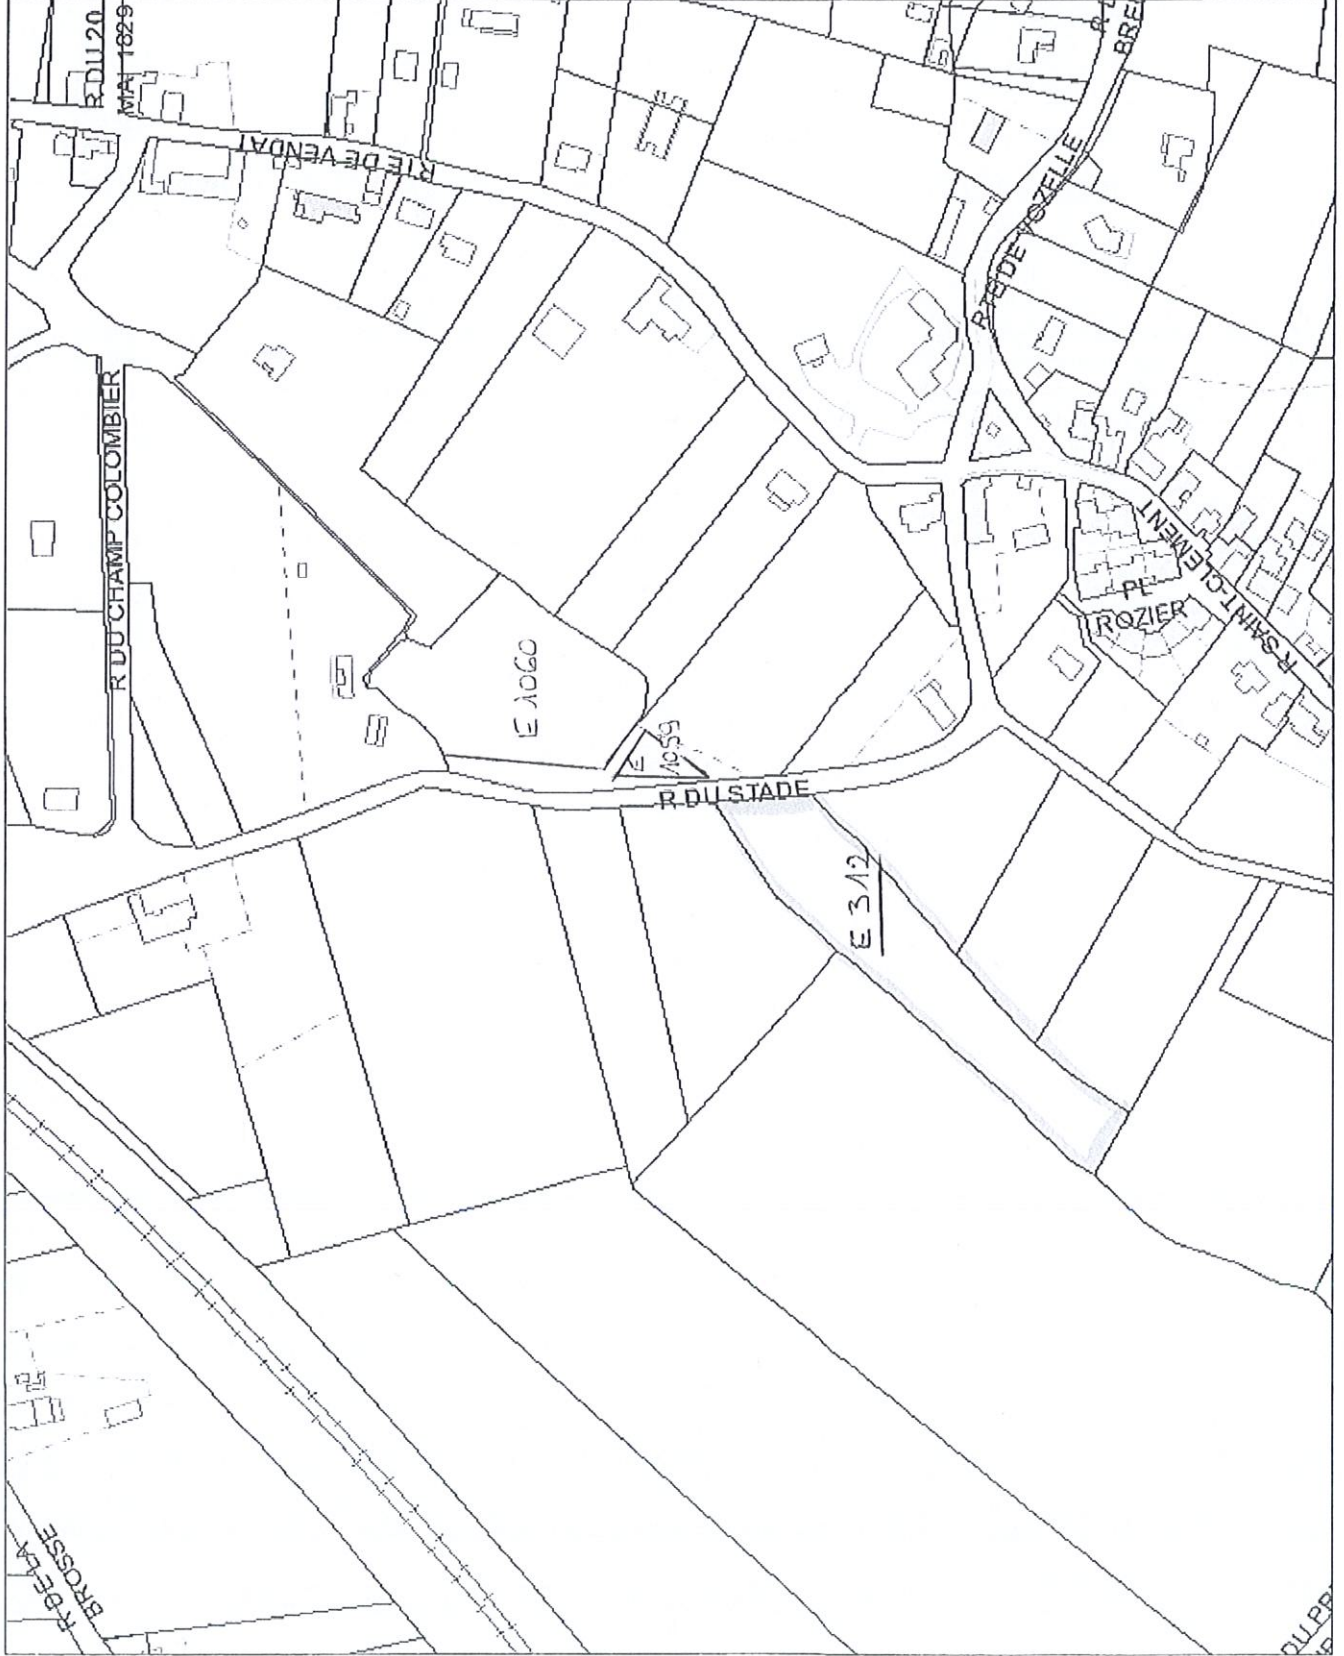 R DU 20
MAI 1829
RTE DE VENDAT
R DU CHAMP COLOMBIER
RTE DE VOZELLE
E 1060
E
1059
R DU STADE
PL
ROZIER
R SAINT-CLEMENT
E 312
R DE LA
BROSSE